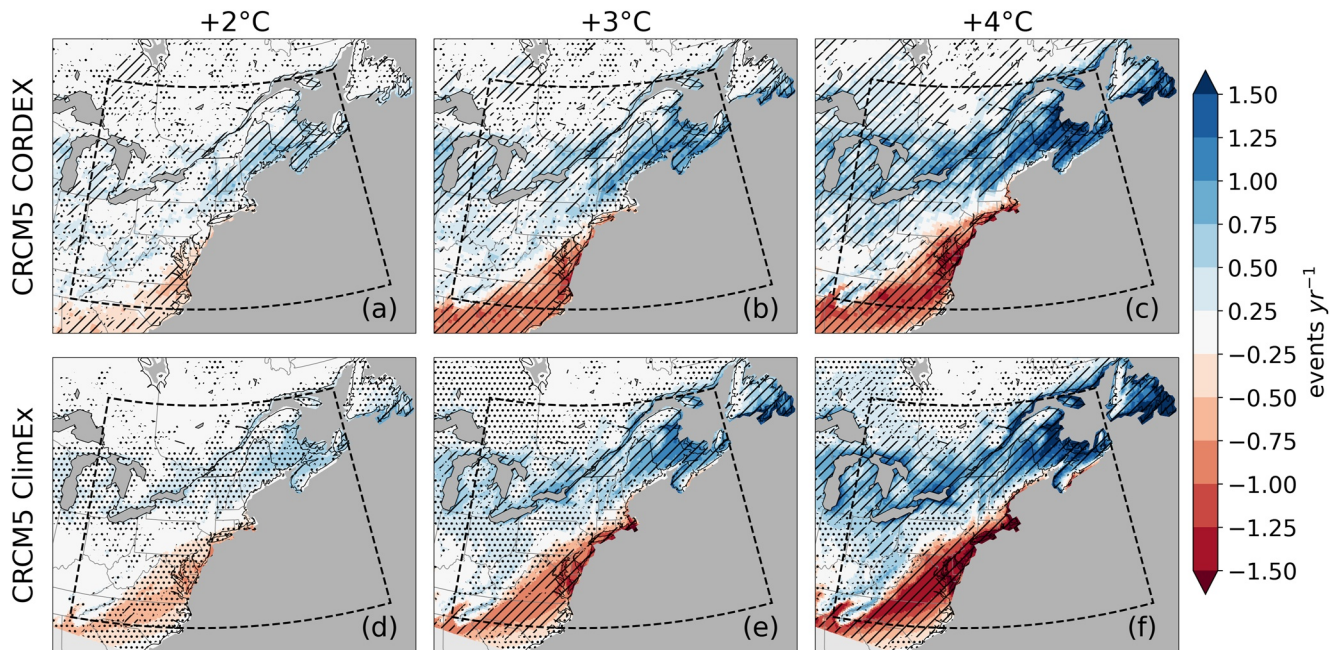 +2°C
+3°C
+4°C
CRCM5 CORDEX
(a)
(b)
(c)
CRCM5 ClimEx
(d)
(e)
(f)
1.50
1.25
1.00
0.75
0.50
0.25
−0.25
−0.50
−0.75
−1.00
−1.25
−1.50
events yr⁻¹